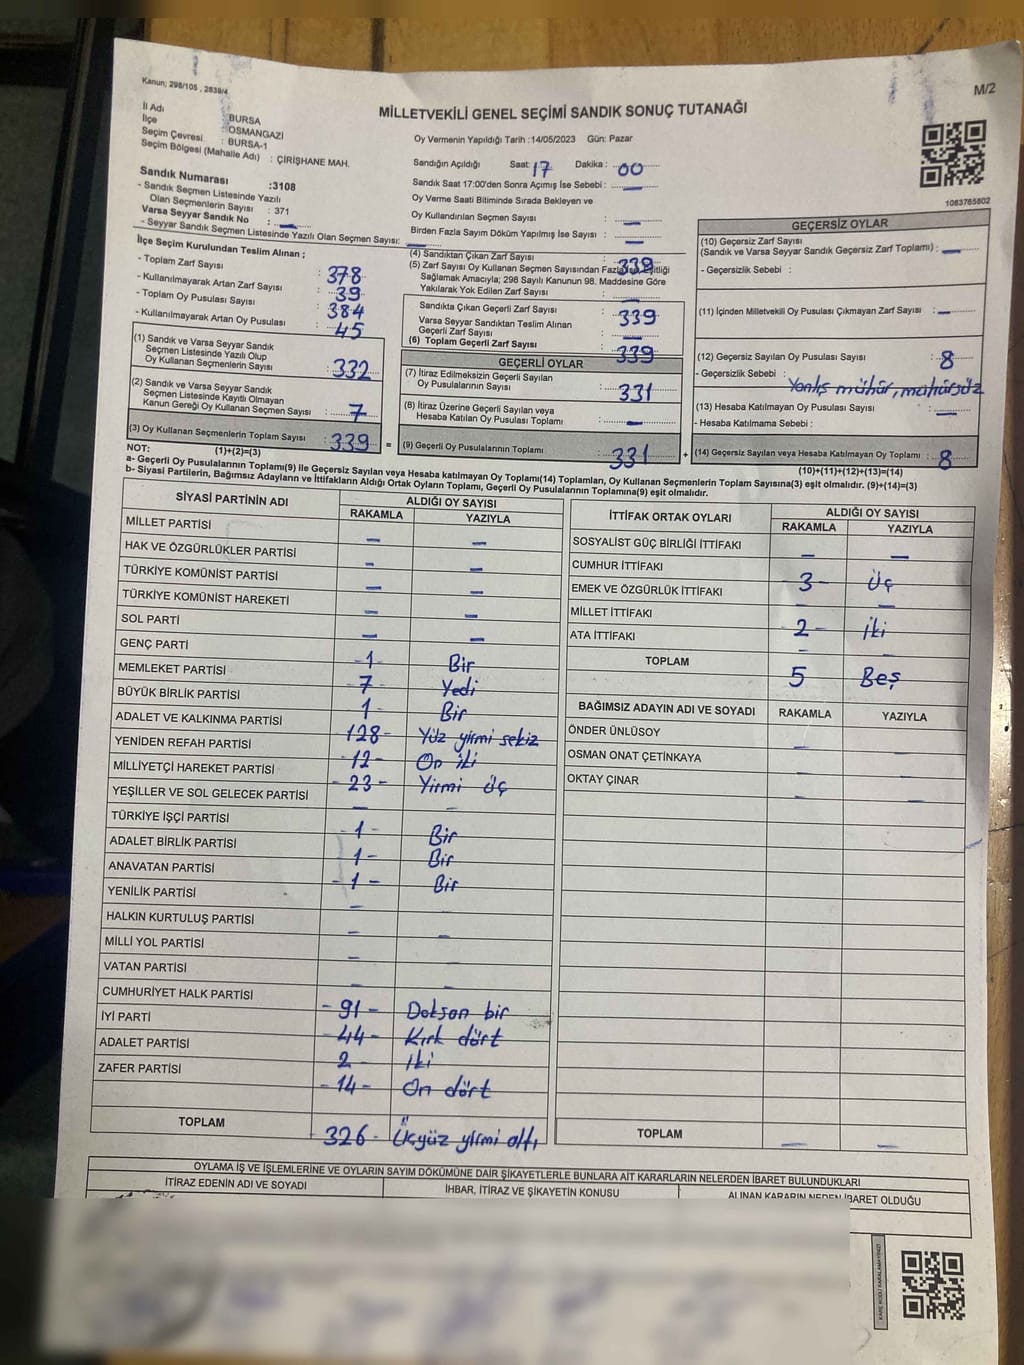 Kanun; 298/105 , 2839/4
M/2
MİLLETVEKİLİ GENEL SEÇİMİ SANDIK SONUÇ TUTANAĞI
İl Adı : BURSA
İlçe : OSMANGAZİ
Seçim Çevresi : BURSA-1
Seçim Bölgesi (Mahalle Adı) : ÇİRİŞHANE MAH.
Oy Vermenin Yapıldığı Tarih :14/05/2023 Gün: Pazar
Sandığın Açıldığı Saat: 17 Dakika : 00
Sandık Saat 17:00'den Sonra Açımış İse Sebebi : —
Oy Verme Saati Bitiminde Sırada Bekleyen ve
Oy Kullandırılan Seçmen Sayısı : —
Birden Fazla Sayım Döküm Yapılmış İse Sayısı : —
1083765802
Sandık Numarası :3108
- Sandık Seçmen Listesinde Yazılı
Olan Seçmenlerin Sayısı : 371
Varsa Seyyar Sandık No : —
- Seyyar Sandık Seçmen Listesinde Yazılı Olan Seçmen Sayısı: —
İlçe Seçim Kurulundan Teslim Alınan ;
- Toplam Zarf Sayısı : 378
- Kullanılmayarak Artan Zarf Sayısı : 39
- Toplam Oy Pusulası Sayısı : 384
- Kullanılmayarak Artan Oy Pusulası : 45
(1) Sandık ve Varsa Seyyar Sandık
Seçmen Listesinde Yazılı Olup
Oy Kullanan Seçmenlerin Sayısı : 332
(2) Sandık ve Varsa Seyyar Sandık
Seçmen Listesinde Kayıtlı Olmayan
Kanun Gereği Oy Kullanan Seçmen Sayısı : 7
(3) Oy Kullanan Seçmenlerin Toplam Sayısı : 339
(1)+(2)=(3)
(4) Sandıktan Çıkan Zarf Sayısı : 339
(5) Zarf Sayısı Oy Kullanan Seçmen Sayısından Fazla ise, Eşitliği
Sağlamak Amacıyla; 298 Sayılı Kanunun 98. Maddesine Göre
Yakılarak Yok Edilen Zarf Sayısı : —
Sandıkta Çıkan Geçerli Zarf Sayısı : 339
Varsa Seyyar Sandıktan Teslim Alınan
Geçerli Zarf Sayısı : —
(6) Toplam Geçerli Zarf Sayısı : 339
GEÇERLİ OYLAR
(7) İtiraz Edilmeksizin Geçerli Sayılan
Oy Pusulalarının Sayısı : 331
(8) İtiraz Üzerine Geçerli Sayılan veya
Hesaba Katılan Oy Pusulası Toplamı : —
= (9) Geçerli Oy Pusulalarının Toplamı : 331
GEÇERSİZ OYLAR
(10) Geçersiz Zarf Sayısı
(Sandık ve Varsa Seyyar Sandık Geçersiz Zarf Toplamı) : —
- Geçersizlik Sebebi :
(11) İçinden Milletvekili Oy Pusulası Çıkmayan Zarf Sayısı : —
(12) Geçersiz Sayılan Oy Pusulası Sayısı : 8
- Geçersizlik Sebebi : Yanlış mühür, mühürsüz
(13) Hesaba Katılmayan Oy Pusulası Sayısı : —
- Hesaba Katılmama Sebebi :
+ (14) Geçersiz Sayılan veya Hesaba Katılmayan Oy Toplamı : 8
(10)+(11)+(12)+(13)=(14)
NOT:
a- Geçerli Oy Pusulalarının Toplamı(9) ile Geçersiz Sayılan veya Hesaba katılmayan Oy Toplamı(14) Toplamları, Oy Kullanan Seçmenlerin Toplam Sayısına(3) eşit olmalıdır. (9)+(14)=(3)
b- Siyasi Partilerin, Bağımsız Adayların ve İttifakların Aldığı Ortak Oyların Toplamı, Geçerli Oy Pusulalarının Toplamına(9) eşit olmalıdır.
SİYASİ PARTİNİN ADI ALDIĞI OY SAYISI
RAKAMLA YAZIYLA
MİLLET PARTİSİ — —
HAK VE ÖZGÜRLÜKLER PARTİSİ — —
TÜRKİYE KOMÜNİST PARTİSİ — —
TÜRKİYE KOMÜNİST HAREKETİ — —
SOL PARTİ — —
GENÇ PARTİ -1- Bir
MEMLEKET PARTİSİ -7- Yedi
BÜYÜK BİRLİK PARTİSİ -1- Bir
ADALET VE KALKINMA PARTİSİ -128- Yüz yirmi sekiz
YENİDEN REFAH PARTİSİ -12- On iki
MİLLİYETÇİ HAREKET PARTİSİ -23- Yirmi üç
YEŞİLLER VE SOL GELECEK PARTİSİ — —
TÜRKİYE İŞÇİ PARTİSİ -1- Bir
ADALET BİRLİK PARTİSİ 1- Bir
ANAVATAN PARTİSİ -1- Bir
YENİLİK PARTİSİ —
HALKIN KURTULUŞ PARTİSİ — —
MİLLİ YOL PARTİSİ —
VATAN PARTİSİ — —
CUMHURİYET HALK PARTİSİ -91- Doksan bir
İYİ PARTİ -44- Kırk dört
ADALET PARTİSİ 2- İki
ZAFER PARTİSİ -14- On dört
TOPLAM -326- Üçyüz yirmi altı
İTTİFAK ORTAK OYLARI ALDIĞI OY SAYISI
RAKAMLA YAZIYLA
SOSYALİST GÜÇ BİRLİĞİ İTTİFAKI — —
CUMHUR İTTİFAKI 3- Üç
EMEK VE ÖZGÜRLÜK İTTİFAKI — —
MİLLET İTTİFAKI 2- İki
ATA İTTİFAKI — —
TOPLAM 5 Beş
BAĞIMSIZ ADAYIN ADI VE SOYADI RAKAMLA YAZIYLA
ÖNDER ÜNLÜSOY — —
OSMAN ONAT ÇETİNKAYA — —
OKTAY ÇINAR — —
TOPLAM — —
OYLAMA İŞ VE İŞLEMLERİNE VE OYLARIN SAYIM DÖKÜMÜNE DAİR ŞİKAYETLERLE BUNLARA AİT KARARLARIN NELERDEN İBARET BULUNDUKLARI
İTİRAZ EDENİN ADI VE SOYADI İHBAR, İTİRAZ VE ŞİKAYETİN KONUSU ALINAN KARARIN NEDEN İBARET OLDUĞU
KARE KODU KARALAMAYINIZ!